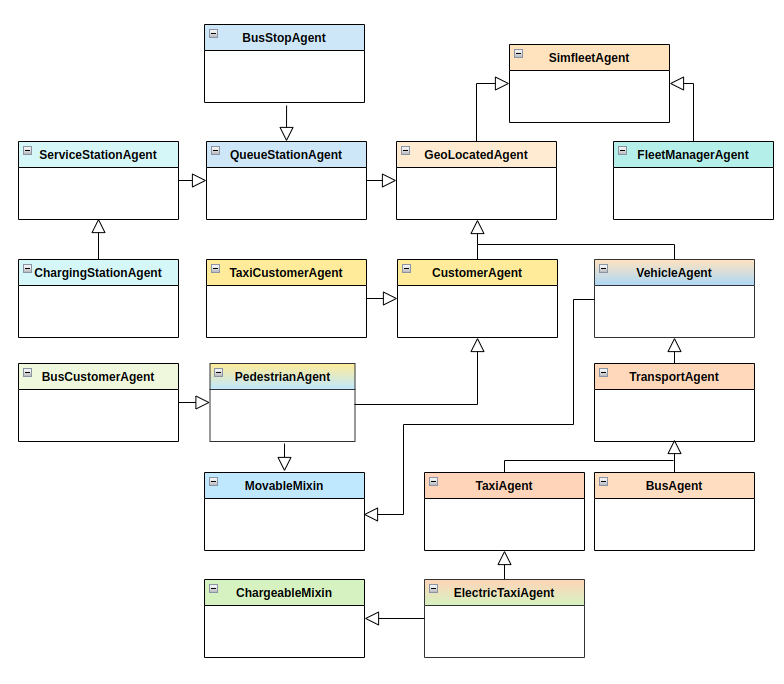 BusStopAgent
SimfleetAgent
ServiceStationAgent
QueueStationAgent
GeoLocatedAgent
FleetManagerAgent
ChargingStationAgent
TaxiCustomerAgent
CustomerAgent
VehicleAgent
BusCustomerAgent
PedestrianAgent
TransportAgent
MovableMixin
TaxiAgent
BusAgent
ChargeableMixin
ElectricTaxiAgent